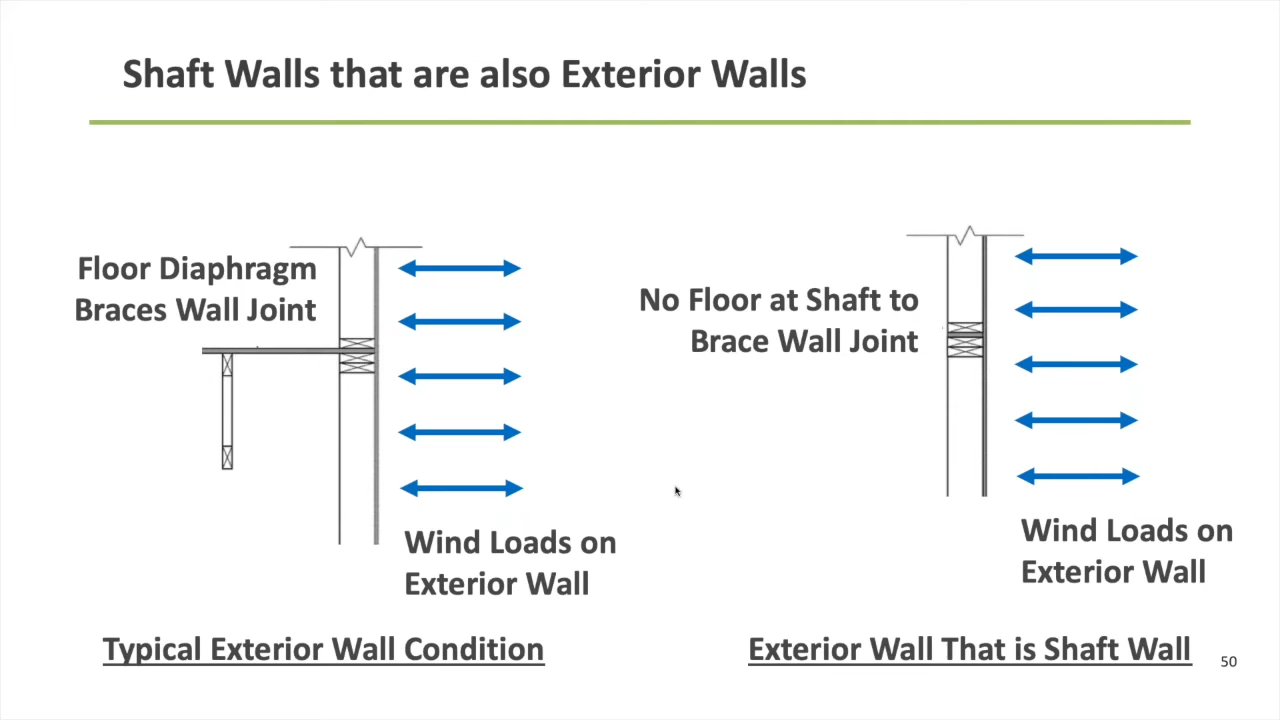 Shaft Walls that are also Exterior Walls
Floor Diaphragm
Braces Wall Joint
Wind Loads on
Exterior Wall
Typical Exterior Wall Condition
No Floor at Shaft to
Brace Wall Joint
Wind Loads on
Exterior Wall
Exterior Wall That is Shaft Wall
50